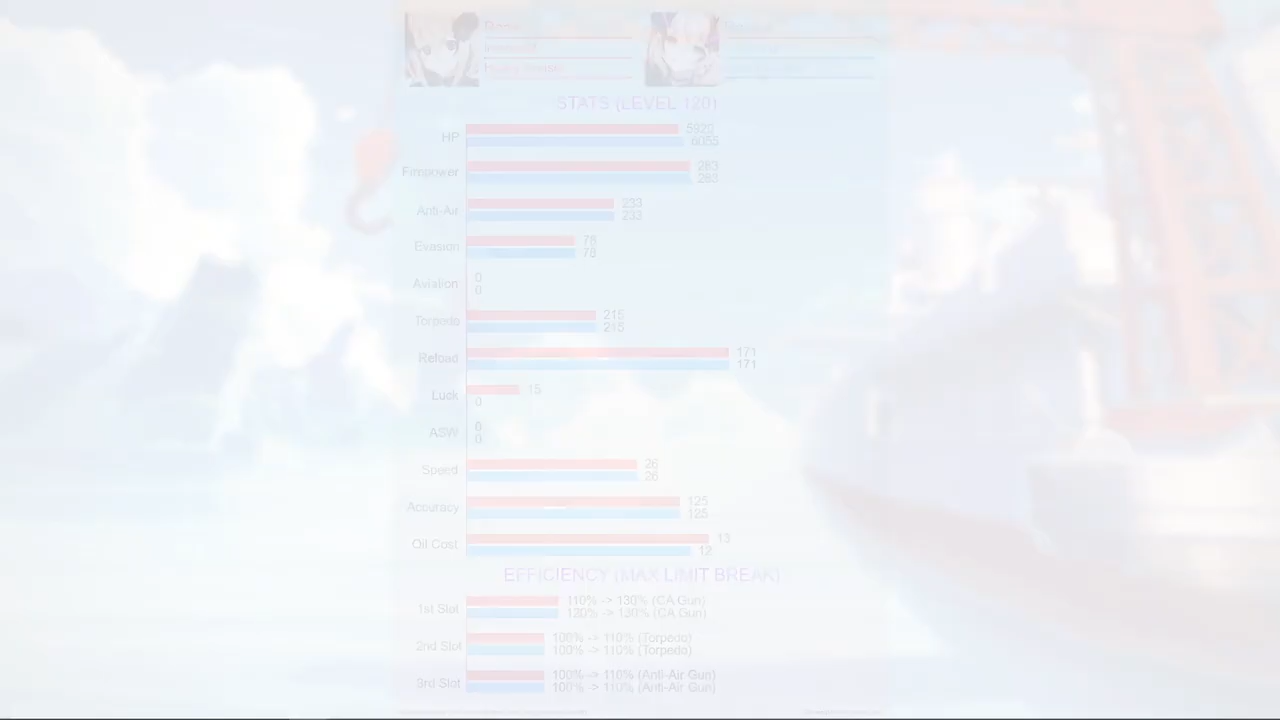 STATS (LEVEL 120)
HP 5920
6055
Firepower 283
283
Anti-Air 233
233
Evasion 78
78
Aviation 0
0
Torpedo 215
215
Reload 171
171
Luck 15
0
ASW 0
0
Speed 26
26
Accuracy 125
125
Oil Cost 13
12
EFFICIENCY (MAX LIMIT BREAK)
1st Slot 110% -> 130% (CA Gun)
120% -> 130% (CA Gun)
2nd Slot 100% -> 110% (Torpedo)
100% -> 110% (Torpedo)
3rd Slot 100% -> 110% (Anti-Air Gun)
100% -> 110% (Anti-Air Gun)